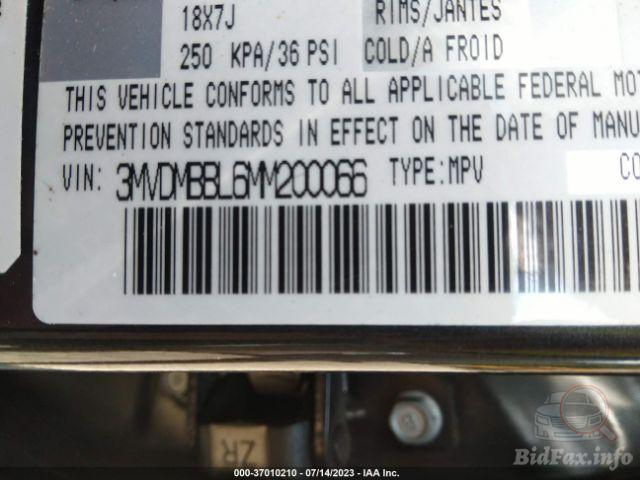 18X7J RIMS/JANTES
250 KPA/36 PSI COLD/A FROID
THIS VEHICLE CONFORMS TO ALL APPLICABLE FEDERAL MOT
PREVENTION STANDARDS IN EFFECT ON THE DATE OF MANU
VIN: 3MVDMBBL6MM200066 TYPE:MPV CO
ZR
000-37010210 - 07/14/2023 - IAA Inc.
BidFax.info